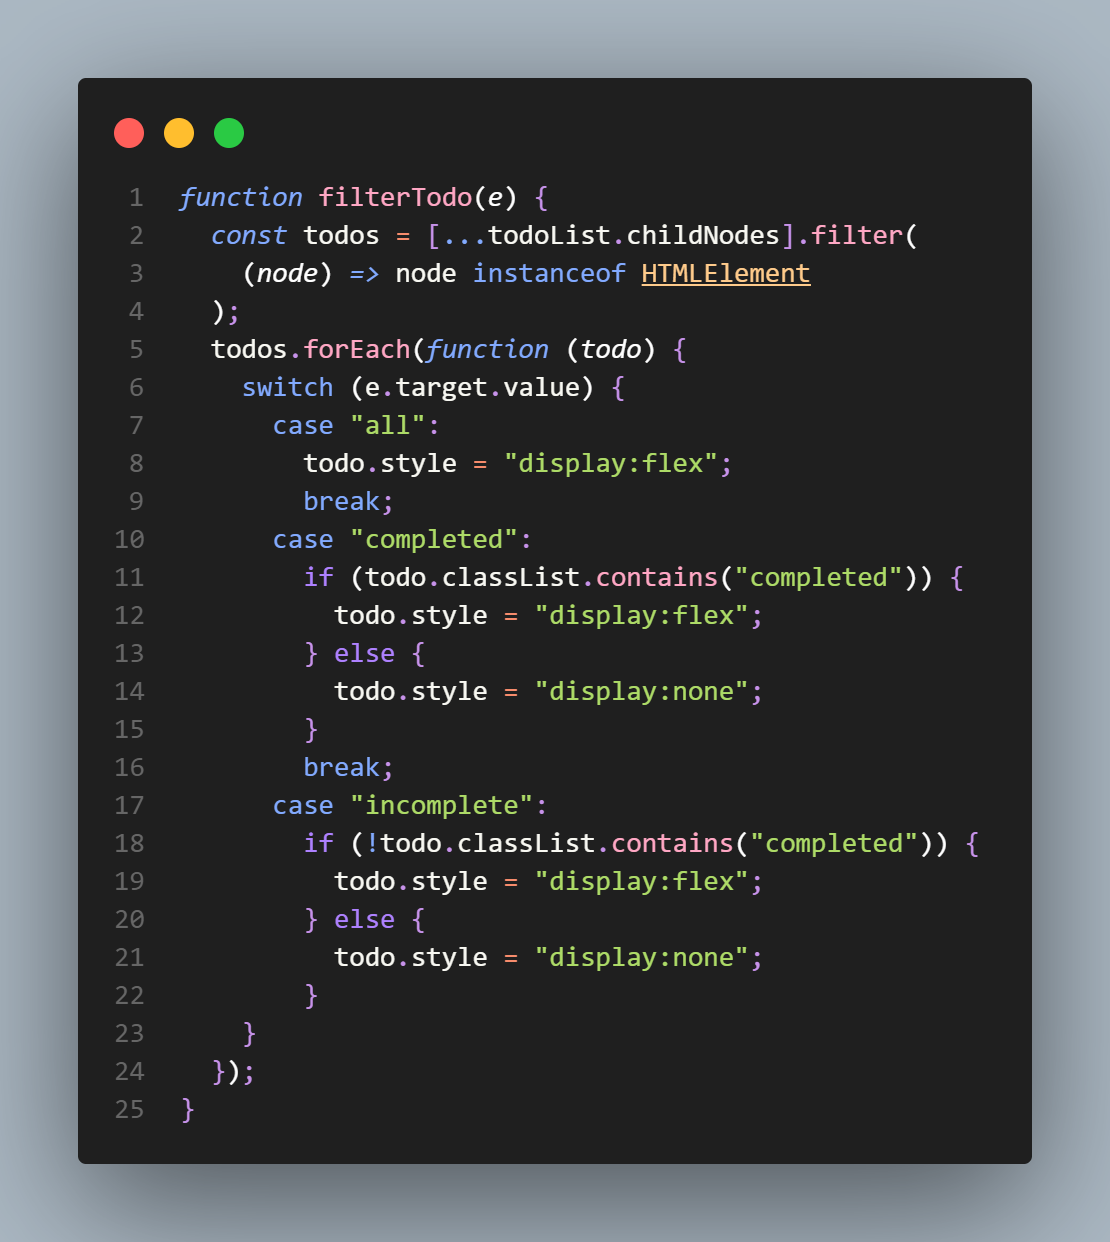 1 function filterTodo(e) {
2   const todos = [...todoList.childNodes].filter(
3     (node) => node instanceof HTMLElement
4   );
5   todos.forEach(function (todo) {
6     switch (e.target.value) {
7       case "all":
8         todo.style = "display:flex";
9         break;
10       case "completed":
11         if (todo.classList.contains("completed")) {
12           todo.style = "display:flex";
13         } else {
14           todo.style = "display:none";
15         }
16         break;
17       case "incomplete":
18         if (!todo.classList.contains("completed")) {
19           todo.style = "display:flex";
20         } else {
21           todo.style = "display:none";
22         }
23     }
24   });
25 }